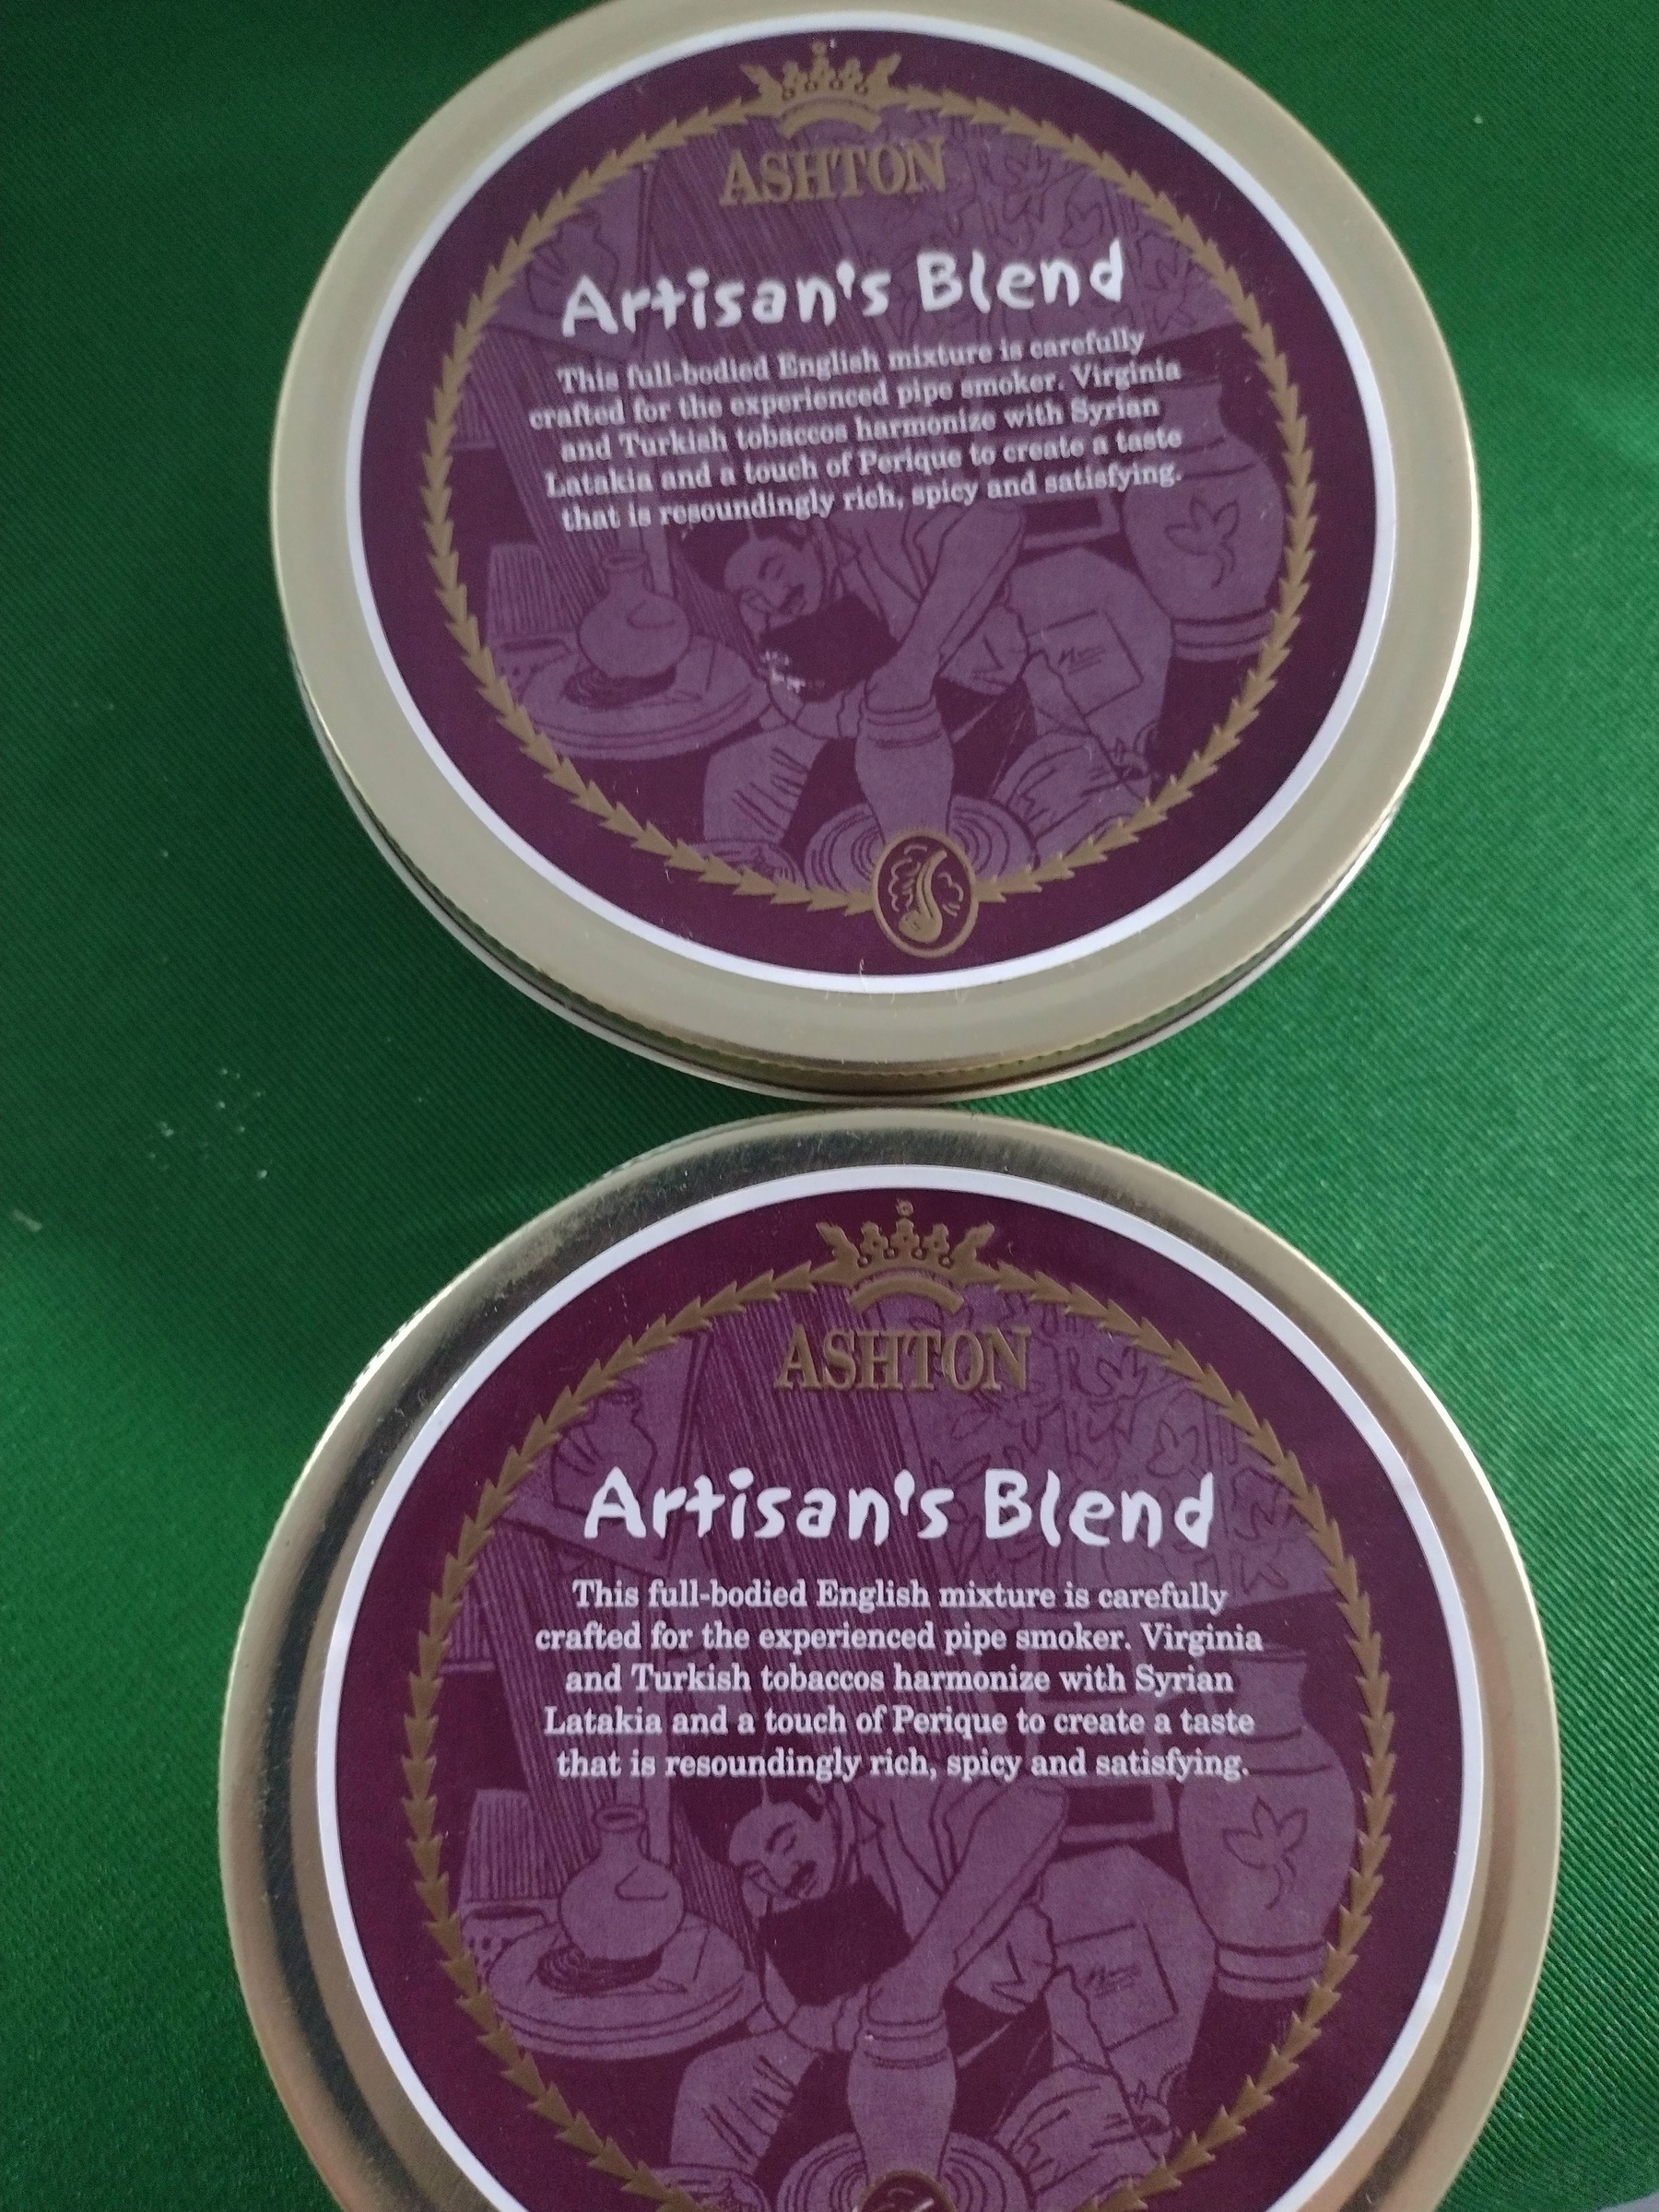 ASHTON
Artisan's Blend
This full-bodied English mixture is carefully
crafted for the experienced pipe smoker. Virginia
and Turkish tobaccos harmonize with Syrian
Latakia and a touch of Perique to create a taste
that is resoundingly rich, spicy and satisfying.
ASHTON
Artisan's Blend
This full-bodied English mixture is carefully
crafted for the experienced pipe smoker. Virginia
and Turkish tobaccos harmonize with Syrian
Latakia and a touch of Perique to create a taste
that is resoundingly rich, spicy and satisfying.